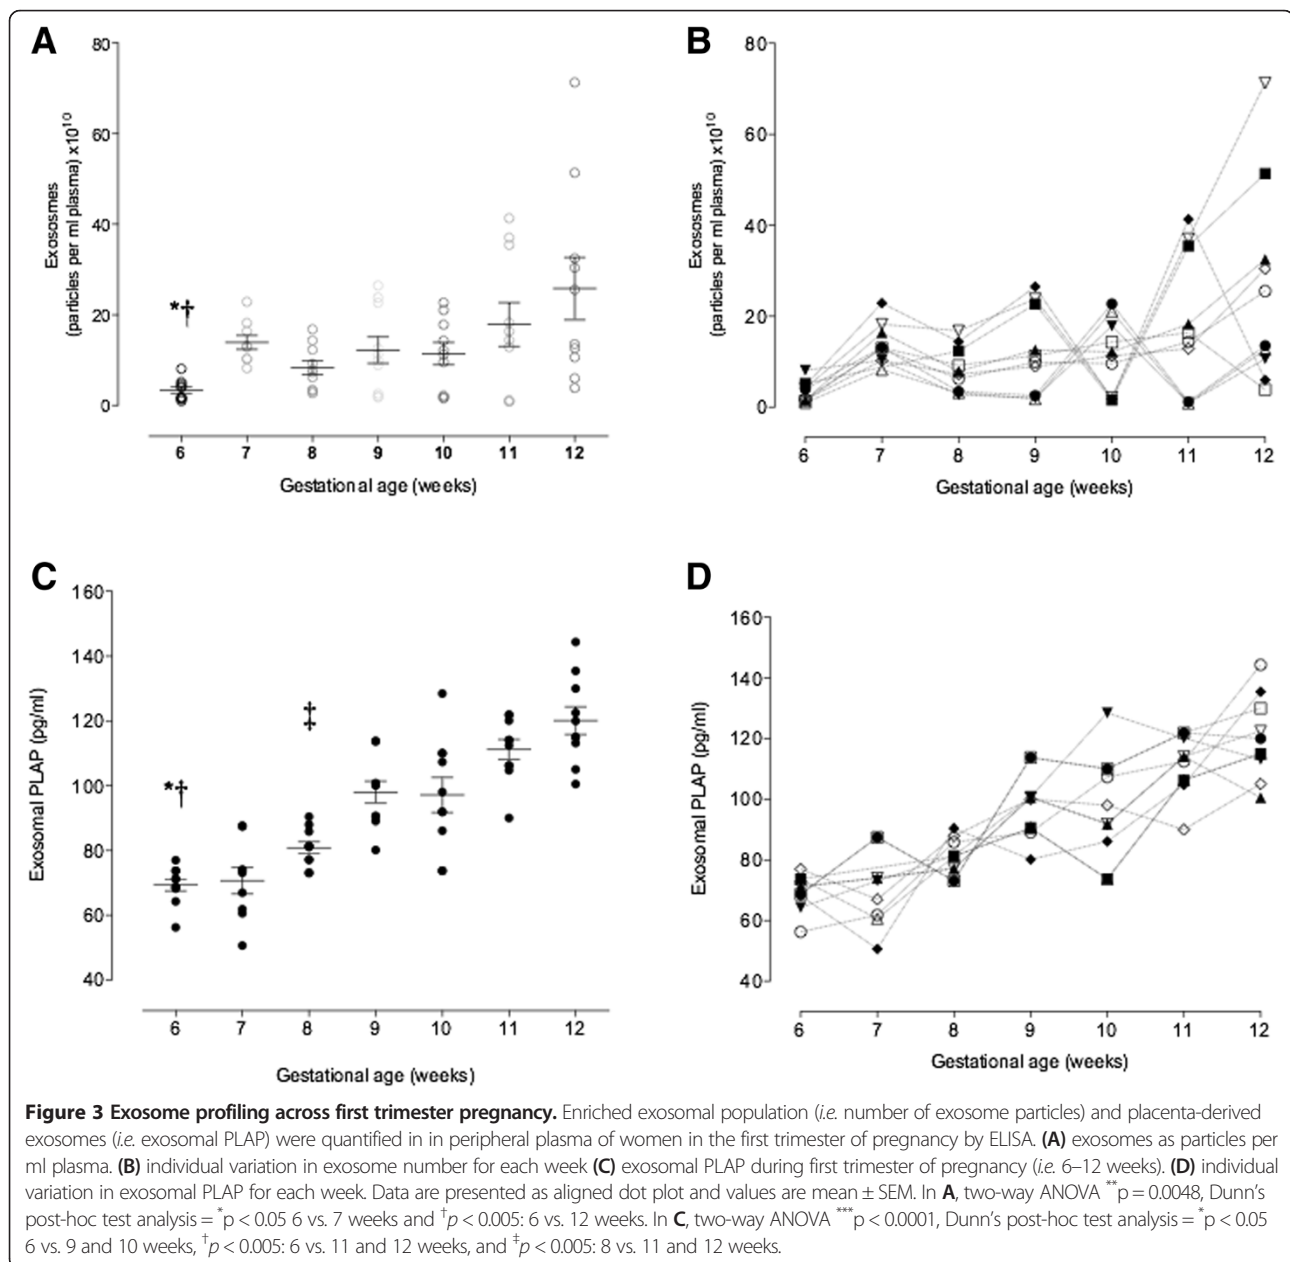 A
80
60
40
20
0
Exososmes
(particles per ml plasma) x10¹⁰
*†
6 7 8 9 10 11 12
Gestational age (weeks)
B
80
60
40
20
0
Exososmes
(particles per ml plasma) x10¹⁰
6 7 8 9 10 11 12
Gestational age (weeks)
C
160
140
120
100
80
60
40
Exosomal PLAP (pg/ml)
*†
‡
6 7 8 9 10 11 12
Gestational age (weeks)
D
160
140
120
100
80
60
40
Exosomal PLAP (pg/ml)
6 7 8 9 10 11 12
Gestational age (weeks)
Figure 3 Exosome profiling across first trimester pregnancy. Enriched exosomal population (i.e. number of exosome particles) and placenta-derived
exosomes (i.e. exosomal PLAP) were quantified in in peripheral plasma of women in the first trimester of pregnancy by ELISA. (A) exosomes as particles per
ml plasma. (B) individual variation in exosome number for each week (C) exosomal PLAP during first trimester of pregnancy (i.e. 6–12 weeks). (D) individual
variation in exosomal PLAP for each week. Data are presented as aligned dot plot and values are mean ± SEM. In A, two-way ANOVA **p = 0.0048, Dunn's
post-hoc test analysis = *p < 0.05 6 vs. 7 weeks and †p < 0.005: 6 vs. 12 weeks. In C, two-way ANOVA ***p < 0.0001, Dunn's post-hoc test analysis = *p < 0.05
6 vs. 9 and 10 weeks, †p < 0.005: 6 vs. 11 and 12 weeks, and ‡p < 0.005: 8 vs. 11 and 12 weeks.